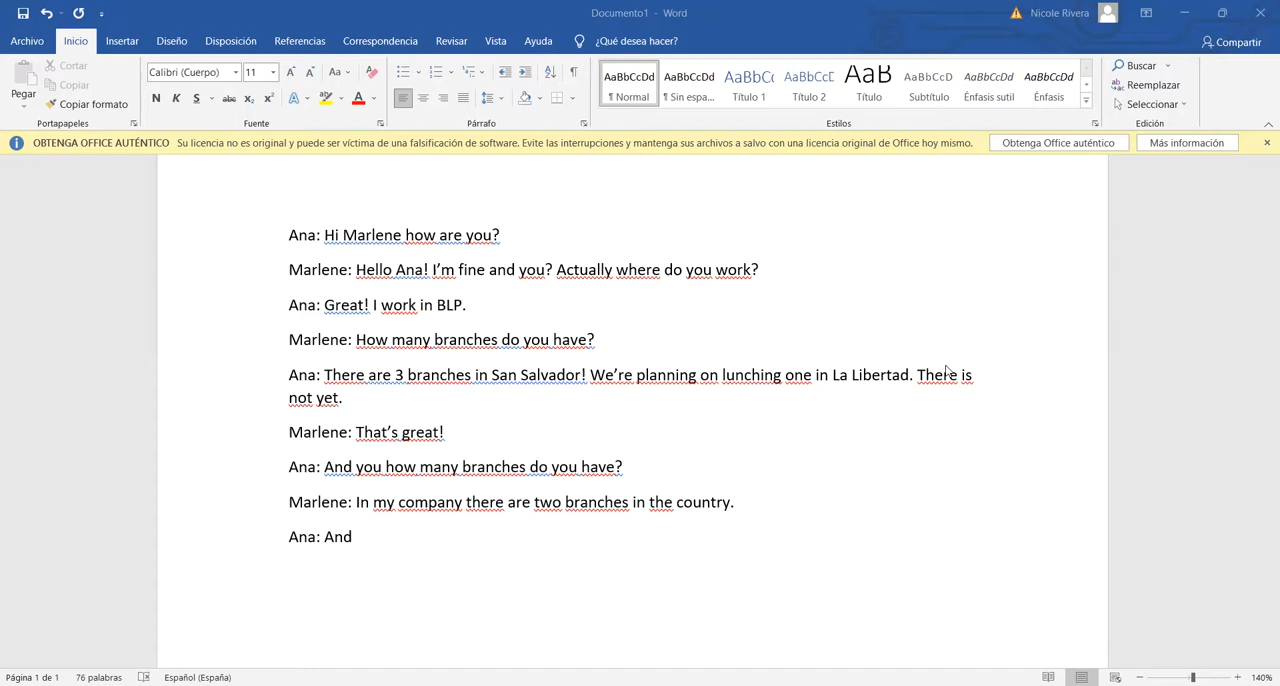 Documento1 - Word
Nicole Rivera
Archivo Inicio Insertar Diseño Disposición Referencias Correspondencia Revisar Vista Ayuda ¿Qué desea hacer? Compartir
Pegar
Cortar
Copiar
Copiar formato
Portapapeles
Calibri (Cuerpo) 11
N K S abc x₂ x²
Fuente
Párrafo
AaBbCcDd AaBbCcDd AaBbCc AaBbCcD AaB AaBbCcD AaBbCcDd AaBbCcDd
¶ Normal ¶ Sin espa... Título 1 Título 2 Título Subtítulo Énfasis sutil Énfasis
Estilos
Buscar
Reemplazar
Seleccionar
Edición
OBTENGA OFFICE AUTÉNTICO Su licencia no es original y puede ser víctima de una falsificación de software. Evite las interrupciones y mantenga sus archivos a salvo con una licencia original de Office hoy mismo. Obtenga Office auténtico Más información
Ana: Hi Marlene how are you?
Marlene: Hello Ana! I'm fine and you? Actually where do you work?
Ana: Great! I work in BLP.
Marlene: How many branches do you have?
Ana: There are 3 branches in San Salvador! We're planning on lunching one in La Libertad. There is
not yet.
Marlene: That's great!
Ana: And you how many branches do you have?
Marlene: In my company there are two branches in the country.
Ana: And
Página 1 de 1 76 palabras Español (España) 140%